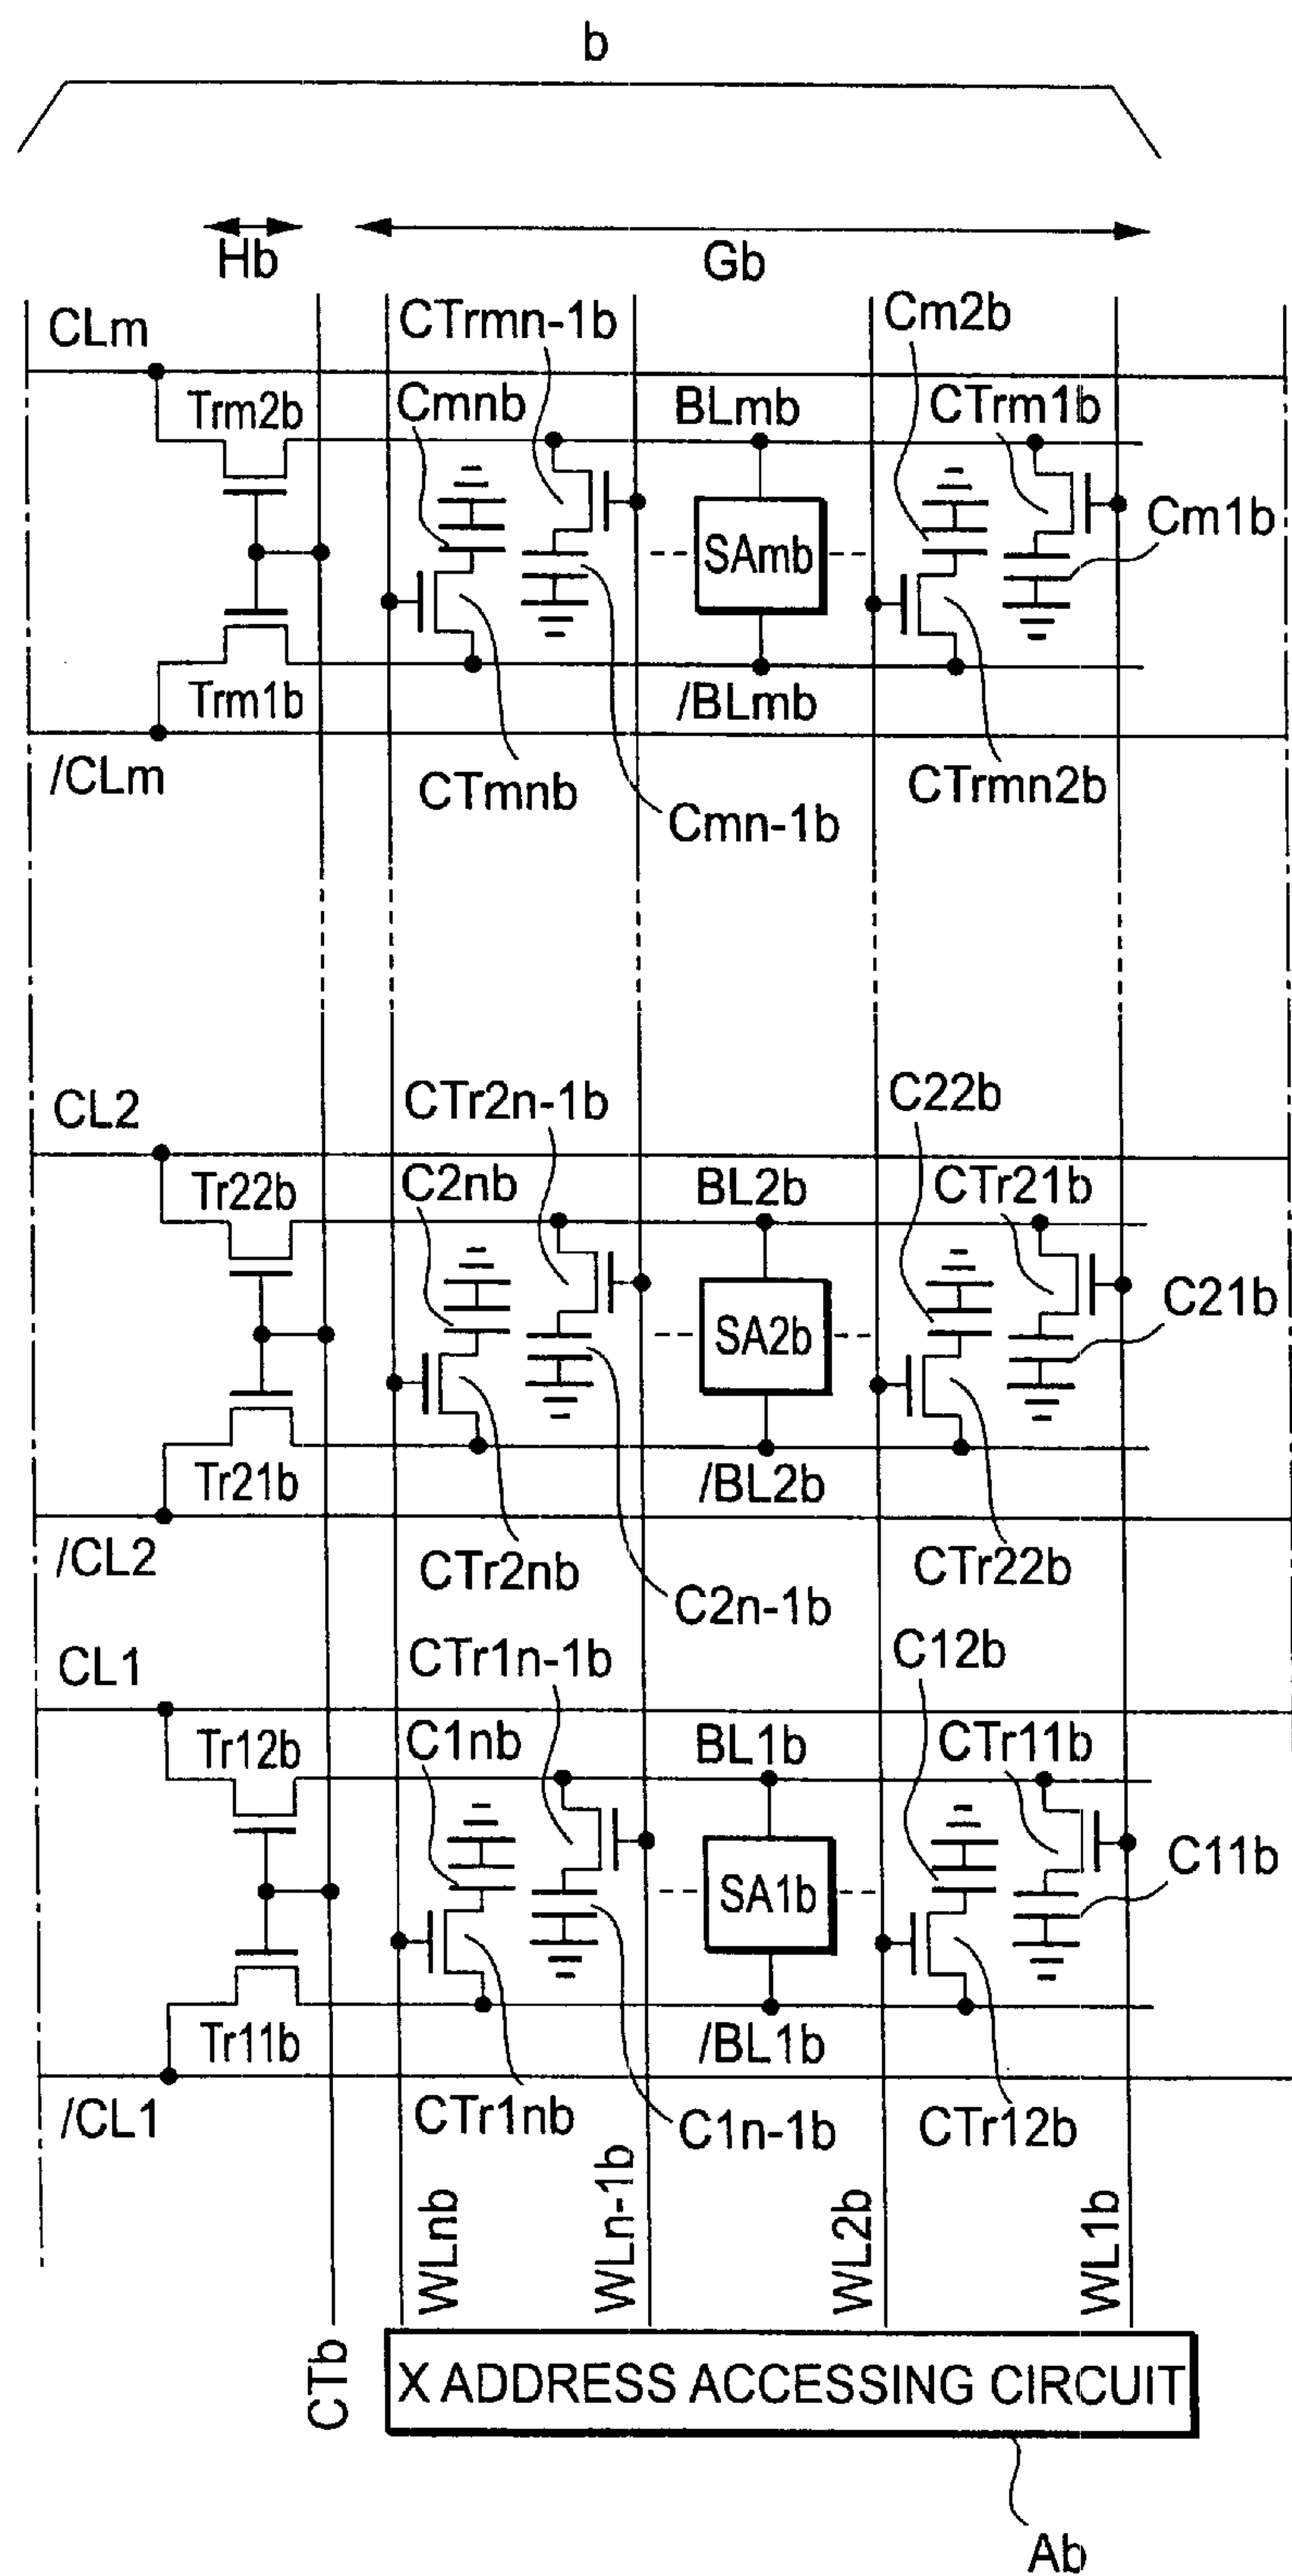 b
Hb
Gb
CLm
CTrmn-1b
Cm2b
Trm2b
Cmnb
BLmb
CTrm1b
Cm1b
SAmb
Trm1b
/BLmb
/CLm
CTmnb
CTrmn2b
Cmn-1b
CL2
CTr2n-1b
C22b
Tr22b
C2nb
BL2b
CTr21b
C21b
SA2b
Tr21b
/BL2b
/CL2
CTr2nb
CTr22b
C2n-1b
CL1
CTr1n-1b
C12b
Tr12b
C1nb
BL1b
CTr11b
C11b
SA1b
Tr11b
/BL1b
/CL1
CTr1nb
C1n-1b
CTr12b
WLnb
WLn-1b
WL2b
WL1b
CTb
X ADDRESS ACCESSING CIRCUIT
Ab